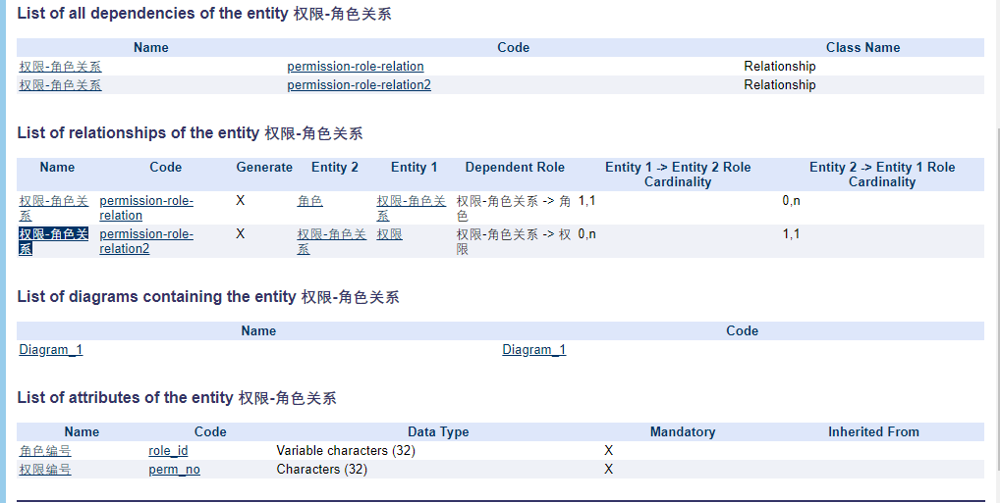 List of all dependencies of the entity 权限-角色关系
Name Code Class Name
权限-角色关系 permission-role-relation Relationship
权限-角色关系 permission-role-relation2 Relationship
List of relationships of the entity 权限-角色关系
Name Code Generate Entity 2 Entity 1 Dependent Role Entity 1 -> Entity 2 Role Entity 2 -> Entity 1 Role
Cardinality Cardinality
权限-角色关 permission-role- X 角色 权限-角色关 权限-角色关系 -> 角 1,1 0,n
系 relation 系 色
权限-角色关 permission-role- X 权限-角色关 权限 权限-角色关系 -> 权 0,n 1,1
系 relation2 系 限
List of diagrams containing the entity 权限-角色关系
Name Code
Diagram_1 Diagram_1
List of attributes of the entity 权限-角色关系
Name Code Data Type Mandatory Inherited From
角色编号 role_id Variable characters (32) X
权限编号 perm_no Characters (32) X